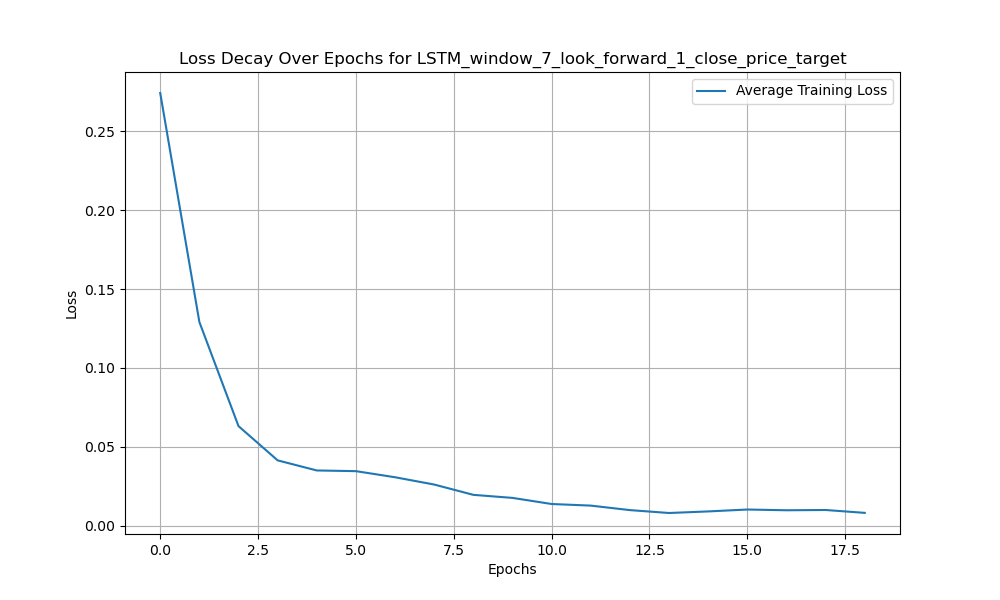 Loss Decay Over Epochs for LSTM_window_7_look_forward_1_close_price_target
Average Training Loss
0.25
0.20
0.15
0.10
0.05
0.00
Loss
0.0 2.5 5.0 7.5 10.0 12.5 15.0 17.5
Epochs